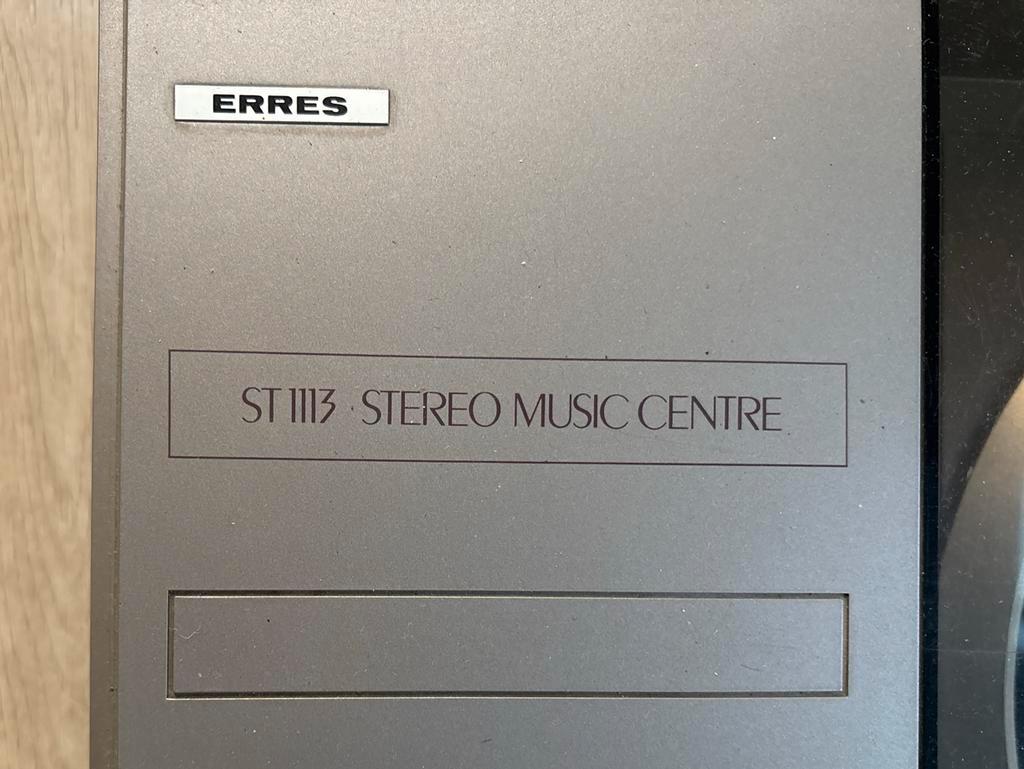 ERRES
ST 1113 · STEREO MUSIC CENTRE